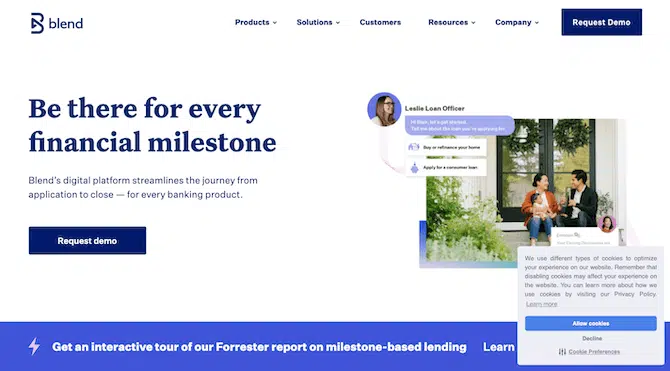 blend
Products
Solutions
Customers
Resources
Company
Request Demo
Be there for every
financial milestone
Blend's digital platform streamlines the journey from
application to close — for every banking product.
Request demo
Leslie Loan Officer
Hi Blair, let's get started.
Tell me about the loan you're applying for.
Buy or refinance your home
Apply for a consumer loan
We use different types of cookies to optimize
your experience on our website. Remember that
disabling cookies may affect your experience on
the website. You can learn more about how we
use cookies by visiting our Privacy Policy.
Learn more
Allow cookies
Decline
Cookie Preferences
Get an interactive tour of our Forrester report on milestone-based lending
Learn